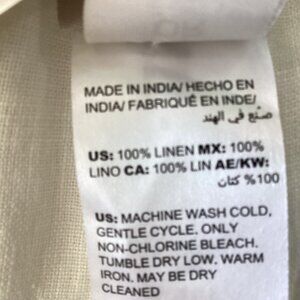 MADE IN INDIA/ HECHO EN
INDIA/ FABRIQUÉ EN INDE/
صنع في الهند
US: 100% LINEN MX: 100%
LINO CA: 100% LIN AE/KW:
100% كتان
US: MACHINE WASH COLD,
GENTLE CYCLE. ONLY
NON-CHLORINE BLEACH.
TUMBLE DRY LOW. WARM
IRON. MAY BE DRY
CLEANED